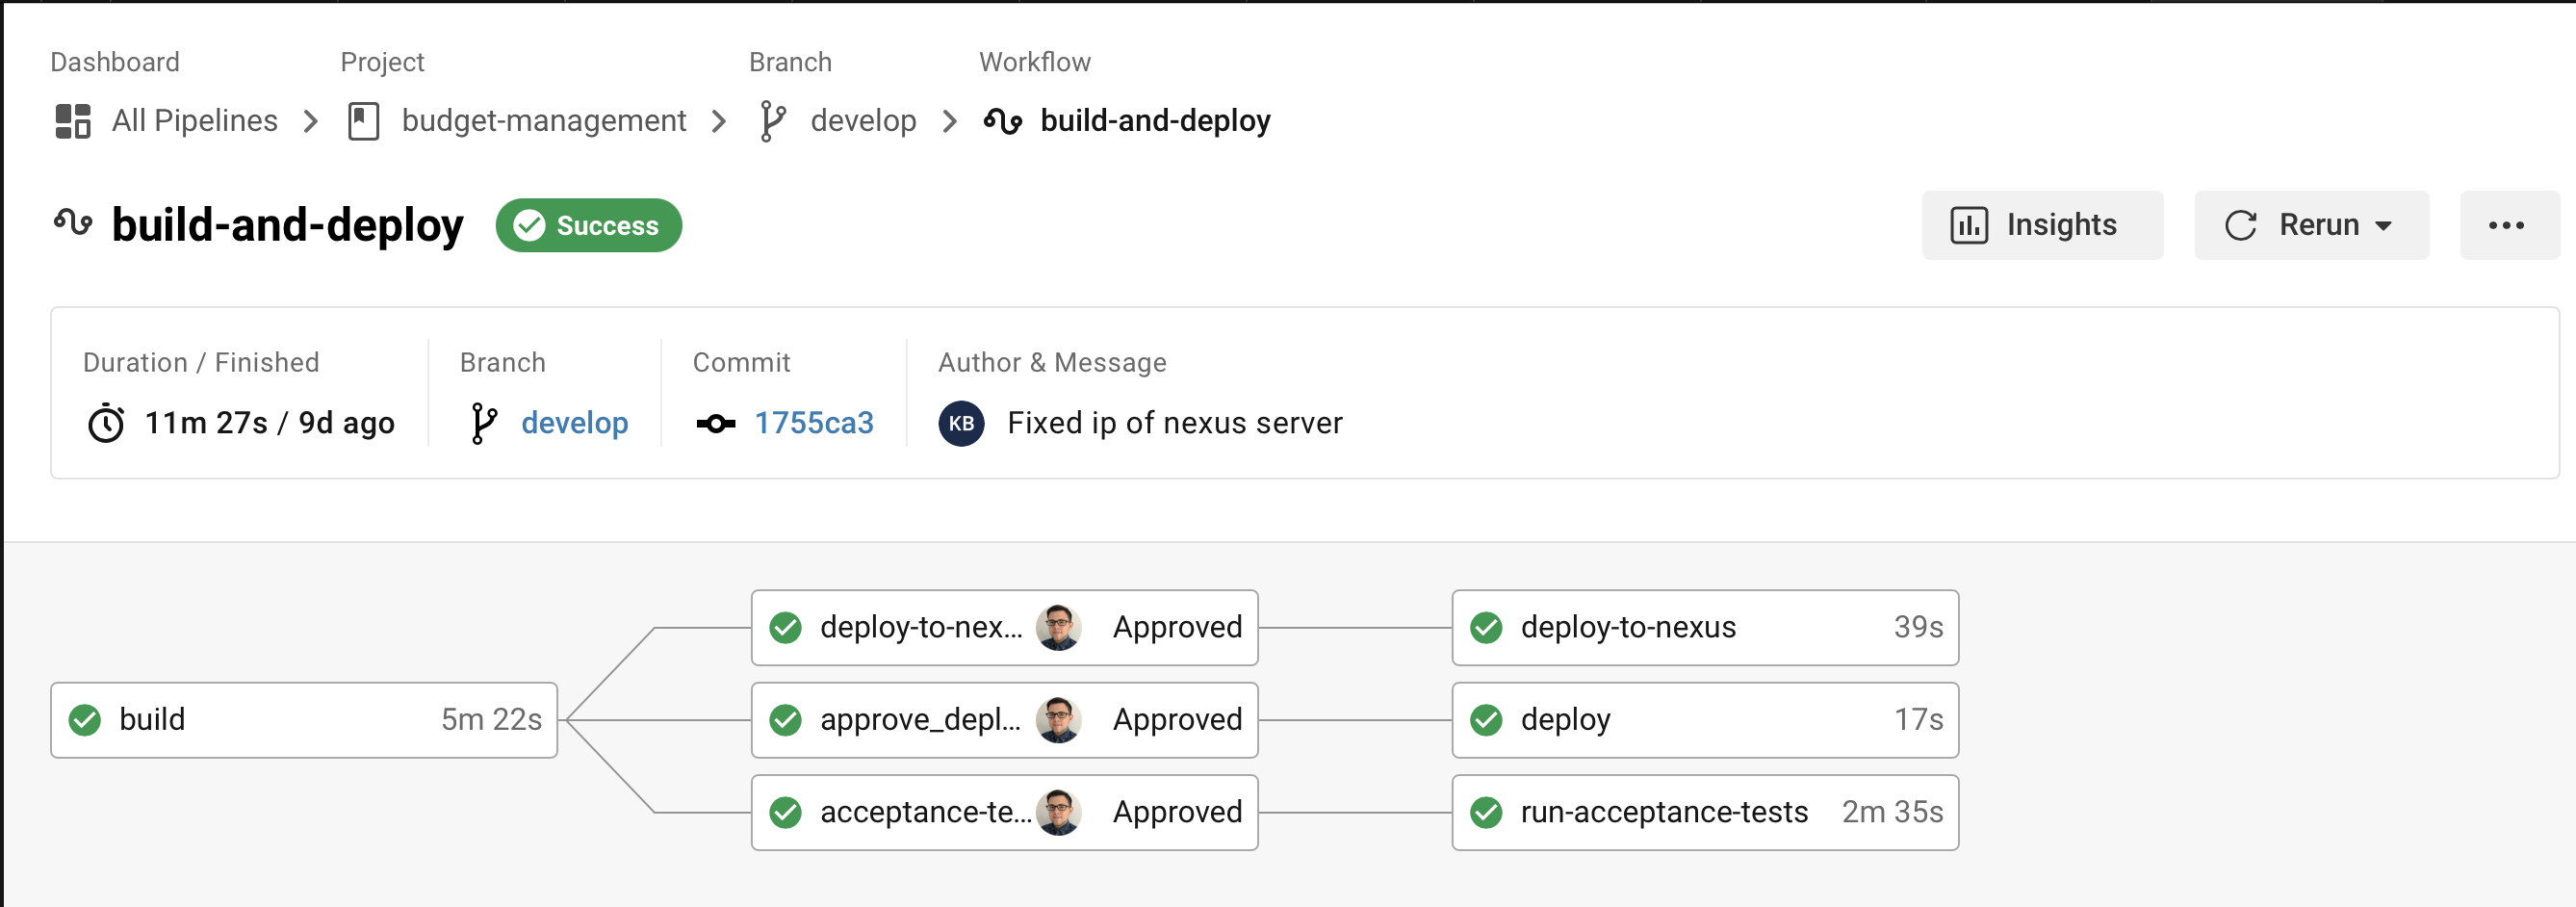 Dashboard Project Branch Workflow
All Pipelines budget-management develop build-and-deploy
build-and-deploy Success Insights Rerun
Duration / Finished Branch Commit Author & Message
11m 27s / 9d ago develop 1755ca3 KB Fixed ip of nexus server
deploy-to-nex... Approved deploy-to-nexus 39s
build 5m 22s approve_depl... Approved deploy 17s
acceptance-te... Approved run-acceptance-tests 2m 35s